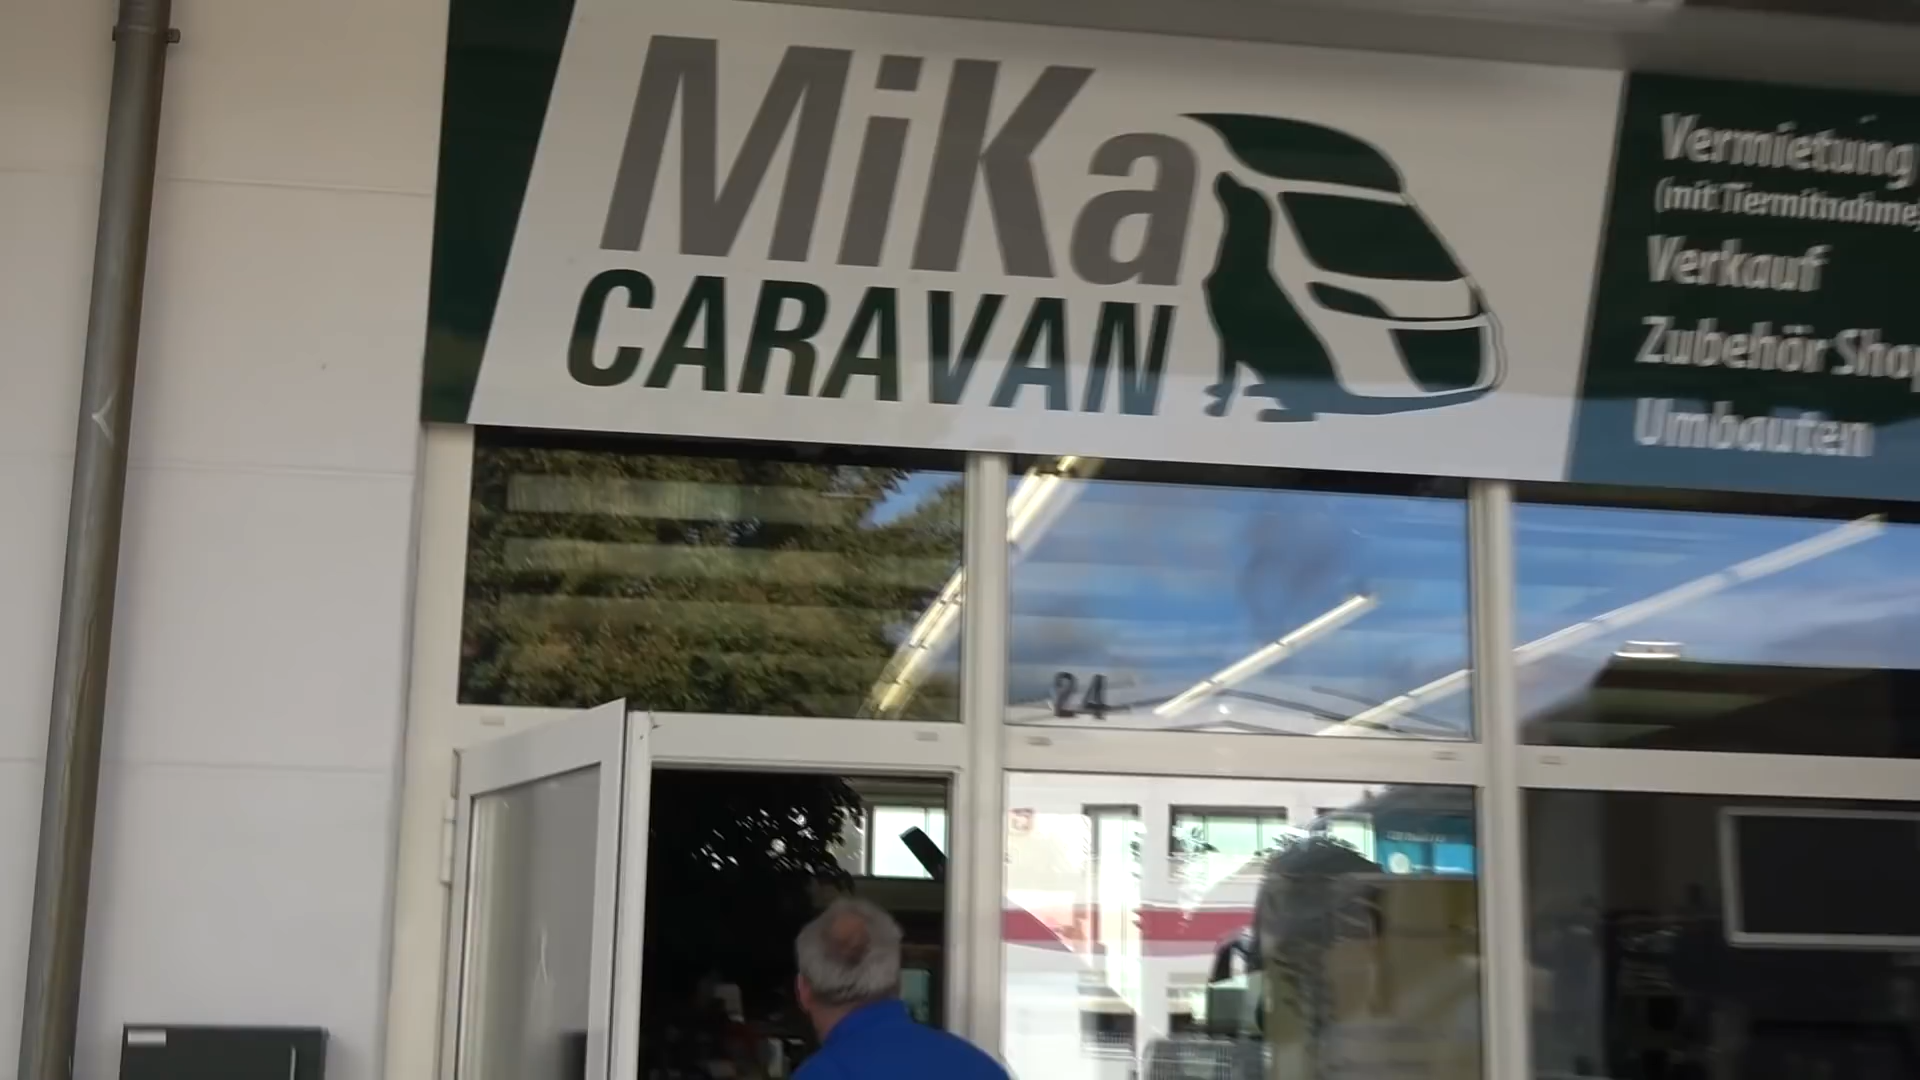 MiKa
CARAVAN
Vermietung
(mit Tiermitnahme)
Verkauf
Zubehör Shop
Umbauten
24